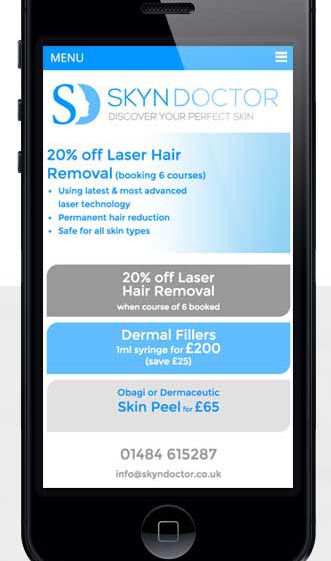 MENU
SKYNDOCTOR
DISCOVER YOUR PERFECT SKIN
20% off Laser Hair
Removal (booking 6 courses)
• Using latest & most advanced
laser technology
• Permanent hair reduction
• Safe for all skin types
20% off Laser
Hair Removal
when course of 6 booked
Dermal Fillers
1ml syringe for £200
(save £25)
Obagi or Dermaceutic
Skin Peel for £65
01484 615287
info@skyndoctor.co.uk